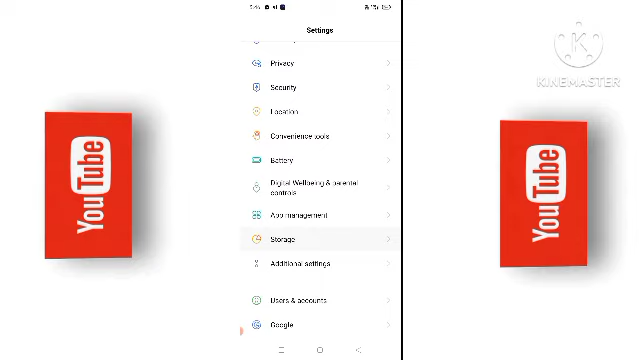 Settings
Privacy
Security
Location
Convenience tools
Battery
Digital Wellbeing & parental
controls
App management
Storage
Additional settings
Users & accounts
Google
YouTube
YouTube
K
KINEMASTER